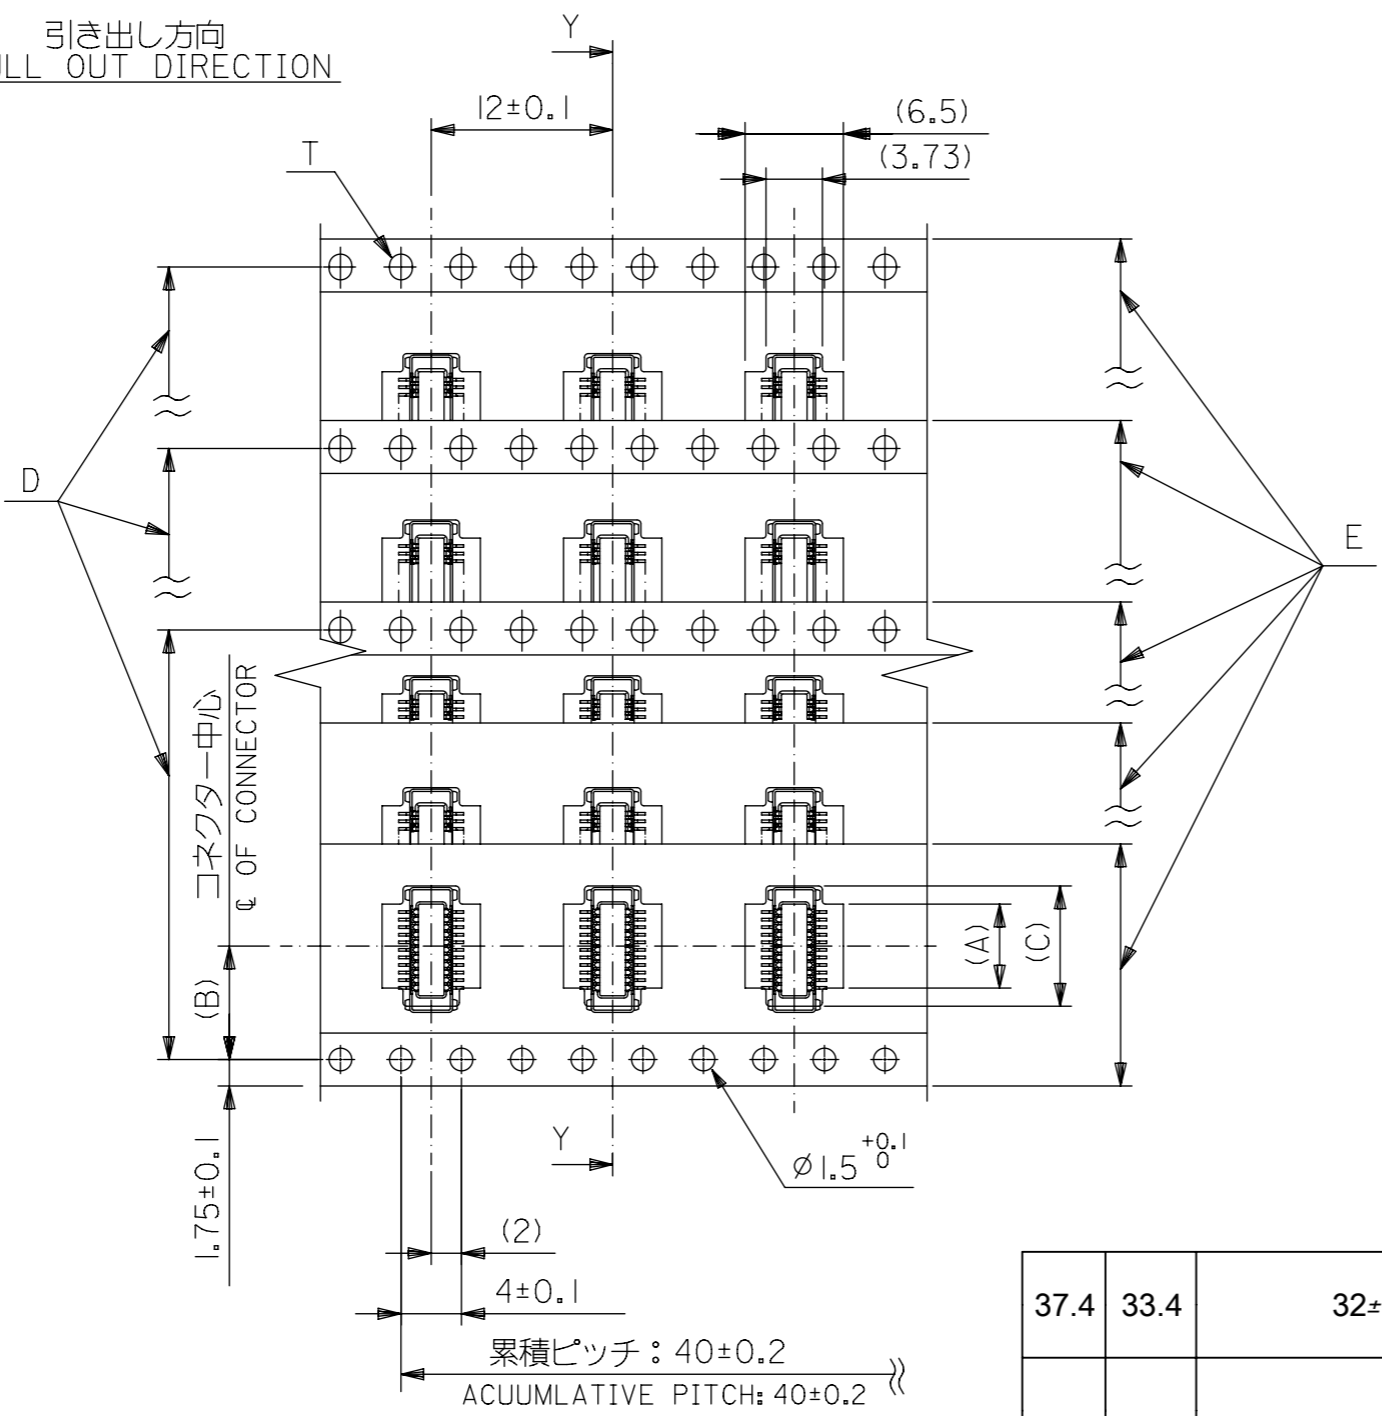 引き出し方向
ULL OUT DIRECTION
Y
12±0.1
(6.5)
(3.73)
T
D
E
コネクター中心
℄ OF CONNECTOR
(A)
(C)
(B)
1.75±0.1
Y
Ø1.5 +0.1 0
(2)
4±0.1
累積ピッチ：40±0.2
ACUUMLATIVE PITCH: 40±0.2
37.4 33.4 32±